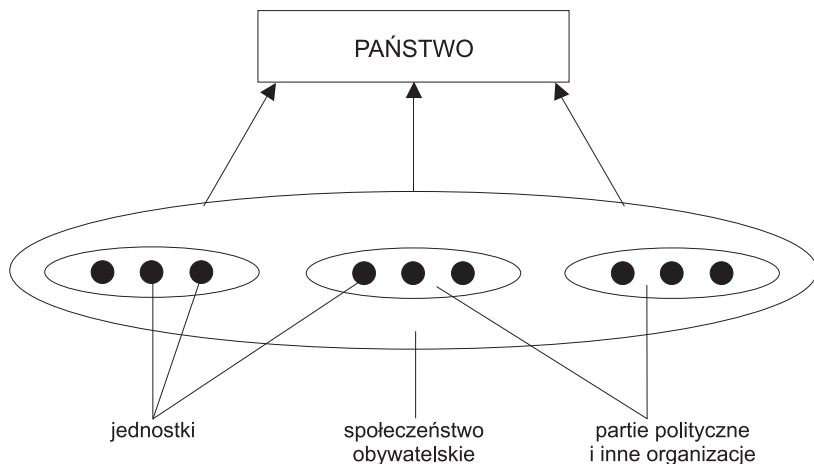 PAŃSTWO
jednostki
społeczeństwo
obywatelskie
partie polityczne
i inne organizacje